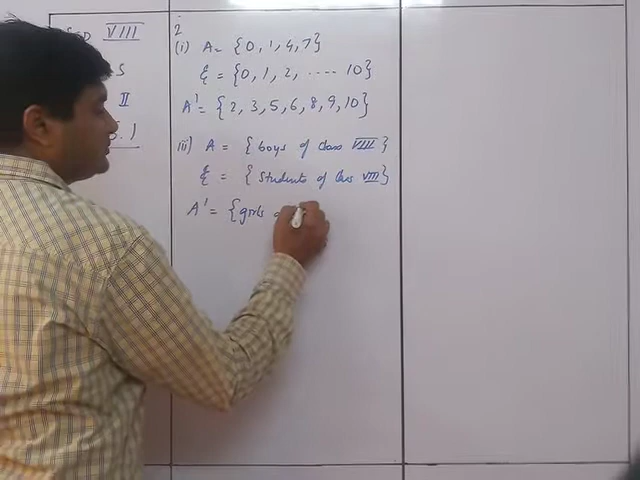 VIII
II
.1
2
(i) A = {0, 1, 4, 7}
ξ = {0, 1, 2, ..... 10}
A' = {2, 3, 5, 6, 8, 9, 10}
ii) A = {boys of class VIII}
ξ = {Students of class VIII}
A' = {girls